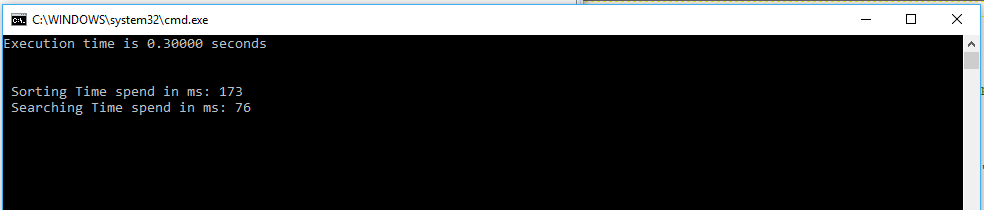 C:\WINDOWS\system32\cmd.exe
Execution time is 0.30000 seconds
Sorting Time spend in ms: 173
Searching Time spend in ms: 76